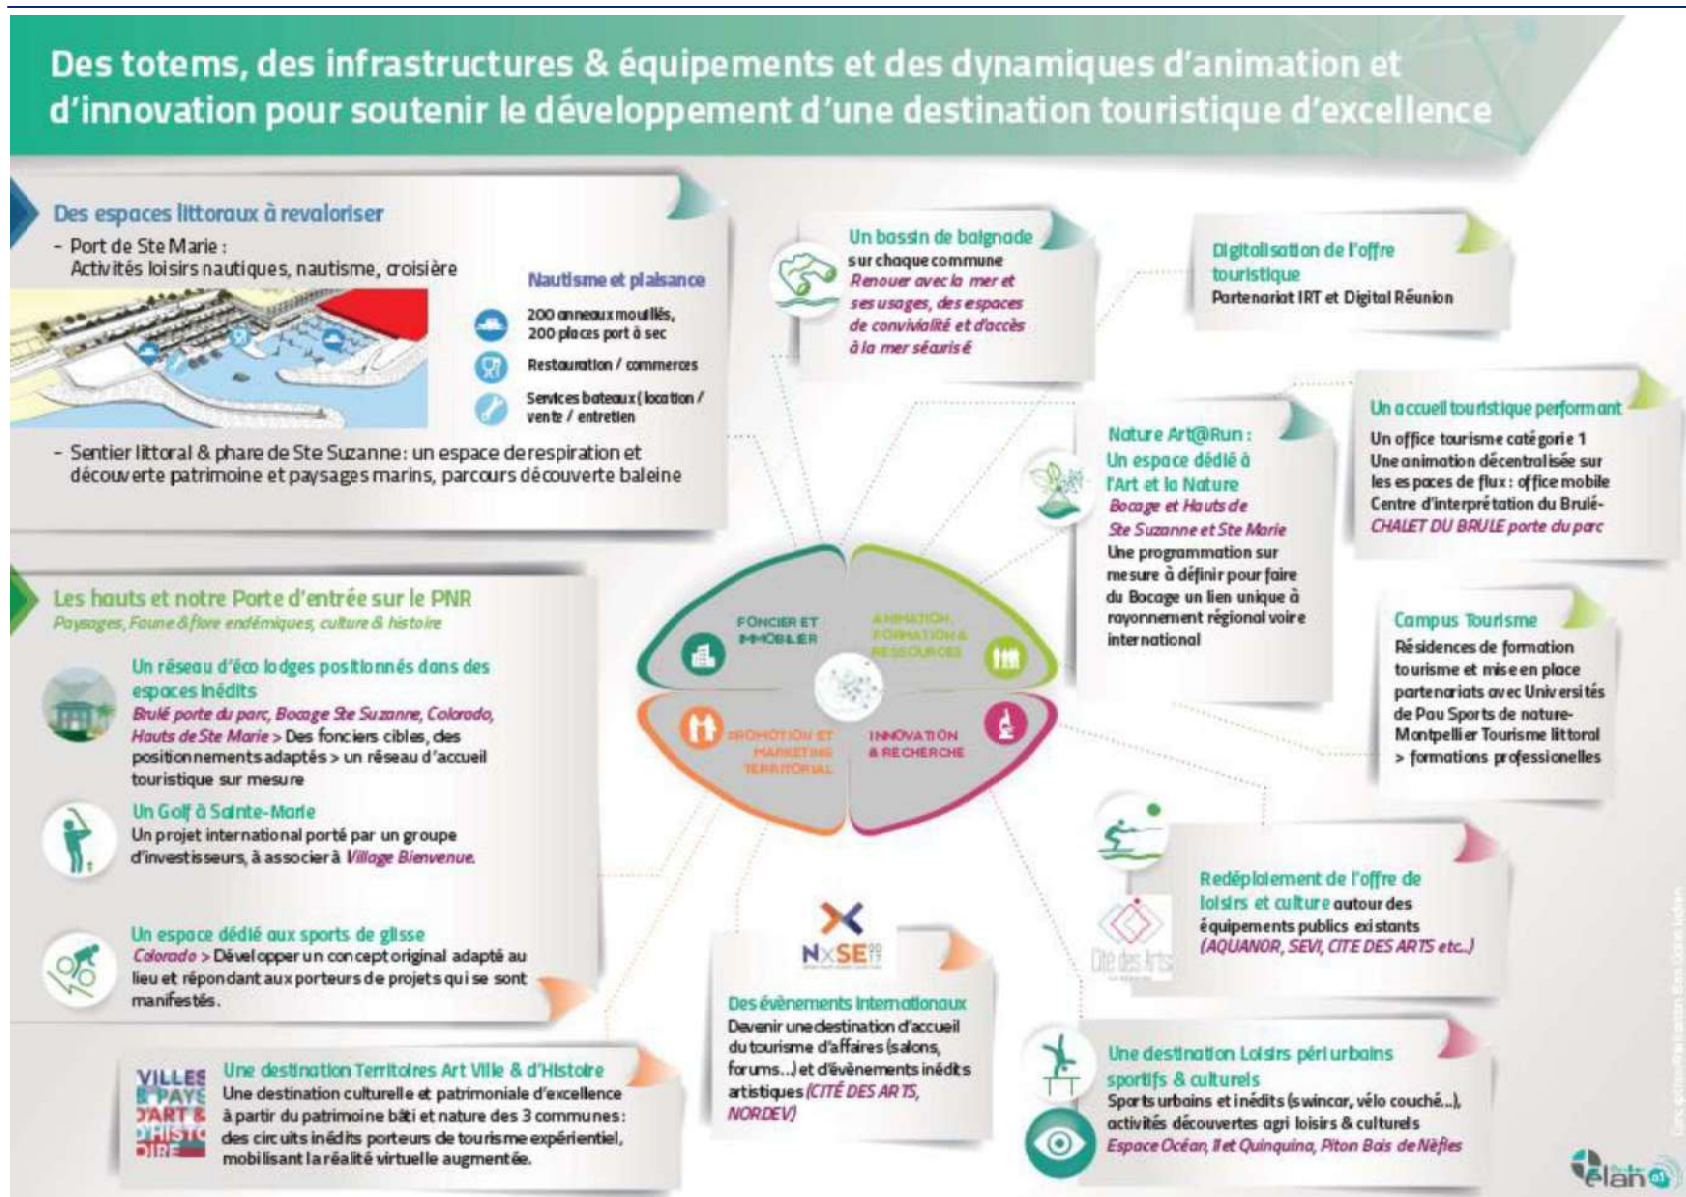 Des totems, des infrastructures & équipements et des dynamiques d'animation et
d'innovation pour soutenir le développement d'une destination touristique d'excellence
Des espaces littoraux à revaloriser
- Port de Ste Marie :
Activités loisirs nautiques, nautisme, croisière
Nautisme et plaisance
200 anneaux mouillés,
200 places port à sec
Restauration / commerces
Services bateaux ( location /
vente / entretien
- Sentier littoral & phare de Ste Suzanne : un espace de respiration et
découverte patrimoine et paysages marins, parcours découverte baleine
Un bassin de baignade
sur chaque commune
Renouer avec la mer et
ses usages, des espaces
de convivialité et d'accès
à la mer sécurisé
Digitalisation de l'offre
touristique
Partenariat IRT et Digital Réunion
Nature Art@Run :
Un espace dédié à
l'Art et la Nature
Bocage et Hauts de
Ste Suzanne et Ste Marie
Une programmation sur
mesure à définir pour faire
du Bocage un lien unique à
rayonnement régional voire
international
Un accueil touristique performant
Un office tourisme catégorie 1
Une animation décentralisée sur
les espaces de flux : office mobile
Centre d'interprétation du Brulé-
CHALET DU BRULE porte du parc
Campus Tourisme
Résidences de formation
tourisme et mise en place
partenariats avec Universités
de Pau Sports de nature-
Montpellier Tourisme littoral
> formations professionelles
Les hauts et notre Porte d'entrée sur le PNR
Paysages, Faune & flore endémiques, culture & histoire
Un réseau d'éco lodges positionnés dans des
espaces inédits
Brulé porte du parc, Bocage Ste Suzanne, Colorado,
Hauts de Ste Marie > Des fonciers cibles, des
positionnements adaptés > un réseau d'accueil
touristique sur mesure
Un Golf à Sainte-Marie
Un projet international porté par un groupe
d'investisseurs, à associer à Village Bienvenue.
Un espace dédié aux sports de glisse
Colorado > Développer un concept original adapté au
lieu et répondant aux porteurs de projets qui se sont
manifestés.
FONCIER ET
IMMOBILIER
ANIMATION,
FORMATION &
RESSOURCES
PROMOTION ET
MARKETING
TERRITORIAL
INNOVATION
& RECHERCHE
VILLES
& PAYS
D'ART &
D'HISTO
IRE
Une destination Territoires Art Ville & d'Histoire
Une destination culturelle et patrimoniale d'excellence
à partir du patrimoine bâti et nature des 3 communes :
des circuits inédits porteurs de tourisme expérientiel,
mobilisant la réalité virtuelle augmentée.
NxSE
Des évènements Internationaux
Devenir une destination d'accueil
du tourisme d'affaires (salons,
forums...) et d'évènements inédits
artistiques (CITÉ DES ARTS,
NORDEV)
Cité des Arts
Redéploiement de l'offre de
loisirs et culture autour des
équipements publics existants
(AQUANOR, SEVI, CITE DES ARTS etc..)
Une destination Loisirs péri urbains
sportifs & culturels
Sports urbains et inédits (swincar, vélo couché...),
activités découvertes agri loisirs & culturels
Espace Océan, Ilet Quinquina, Piton Bois de Nèfles
élan